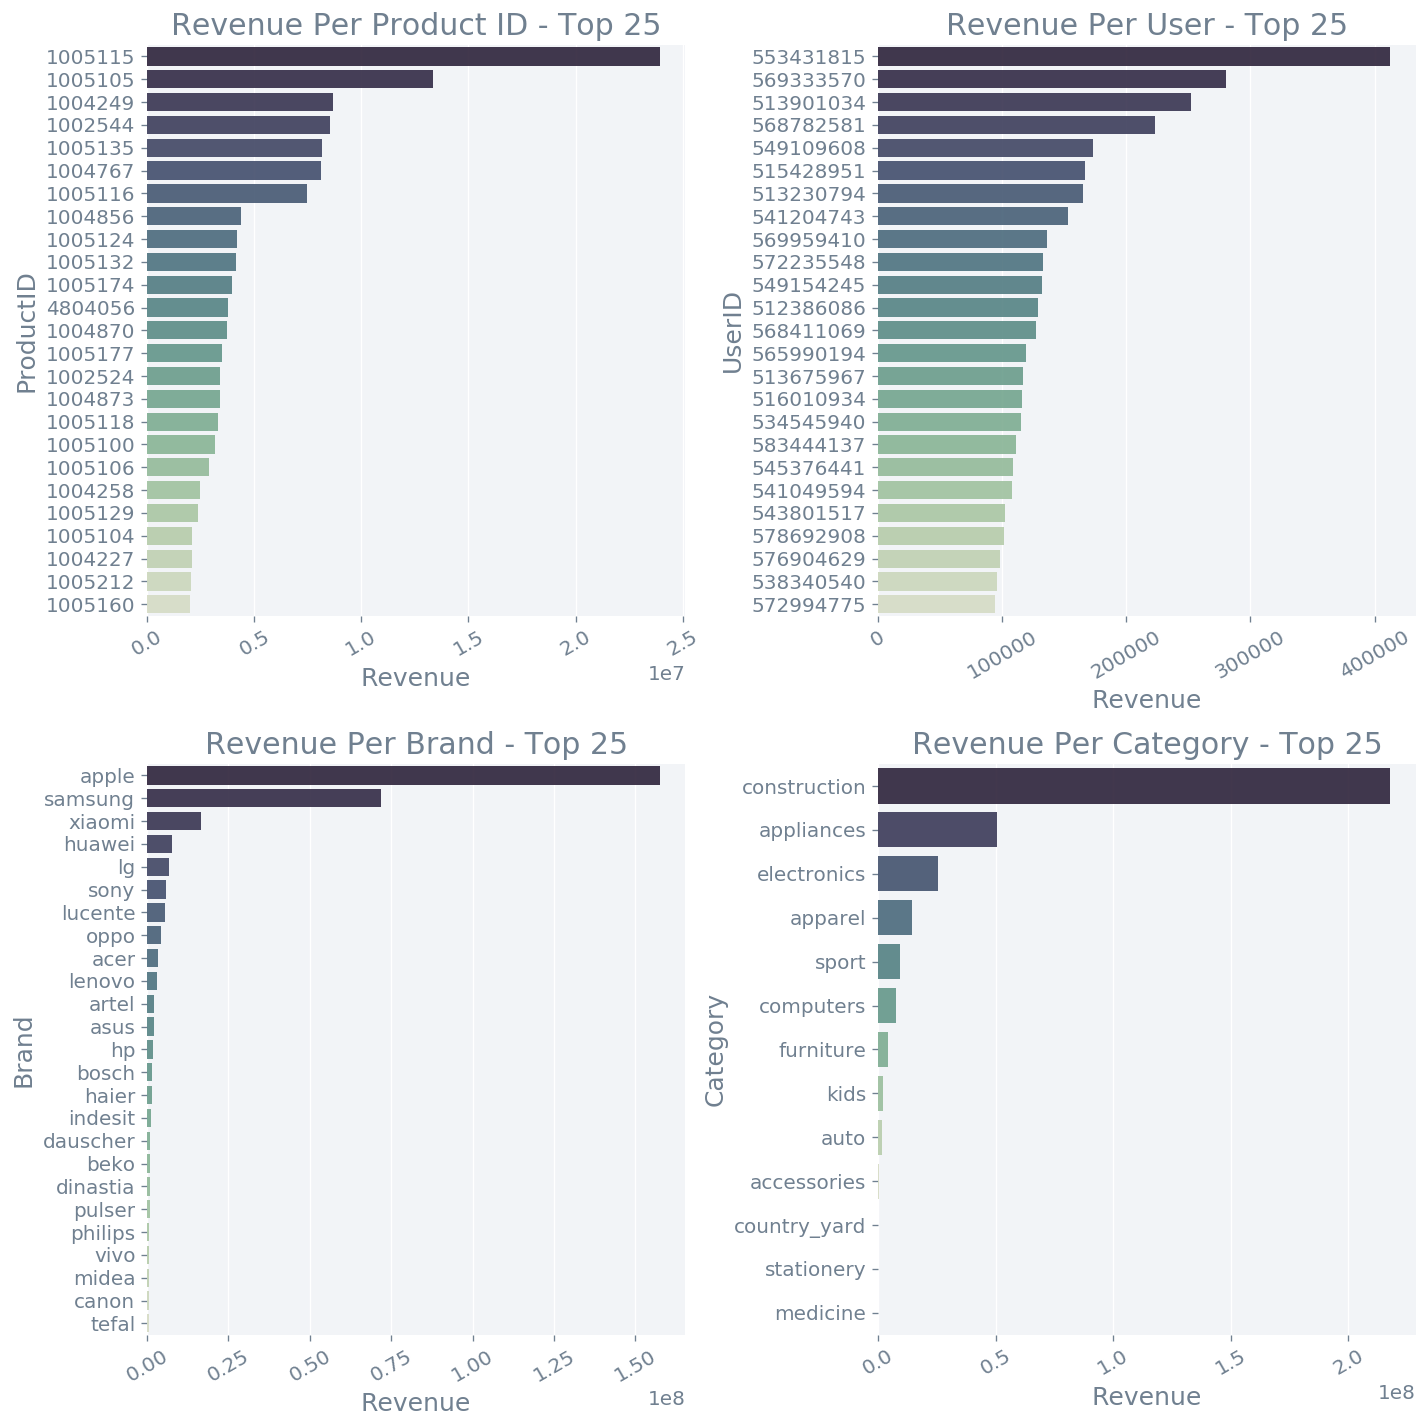 Revenue Per Product ID - Top 25
ProductID
1005115
1005105
1004249
1002544
1005135
1004767
1005116
1004856
1005124
1005132
1005174
4804056
1004870
1005177
1002524
1004873
1005118
1005100
1005106
1004258
1005129
1005104
1004227
1005212
1005160
0.0 0.5 1.0 1.5 2.0 2.5
1e7
Revenue
Revenue Per User - Top 25
UserID
553431815
569333570
513901034
568782581
549109608
515428951
513230794
541204743
569959410
572235548
549154245
512386086
568411069
565990194
513675967
516010934
534545940
583444137
545376441
541049594
543801517
578692908
576904629
538340540
572994775
0 100000 200000 300000 400000
Revenue
Revenue Per Brand - Top 25
Brand
apple
samsung
xiaomi
huawei
lg
sony
lucente
oppo
acer
lenovo
artel
asus
hp
bosch
haier
indesit
dauscher
beko
dinastia
pulser
philips
vivo
midea
canon
tefal
0.00 0.25 0.50 0.75 1.00 1.25 1.50
1e8
Revenue
Revenue Per Category - Top 25
Category
construction
appliances
electronics
apparel
sport
computers
furniture
kids
auto
accessories
country_yard
stationery
medicine
0.0 0.5 1.0 1.5 2.0
1e8
Revenue